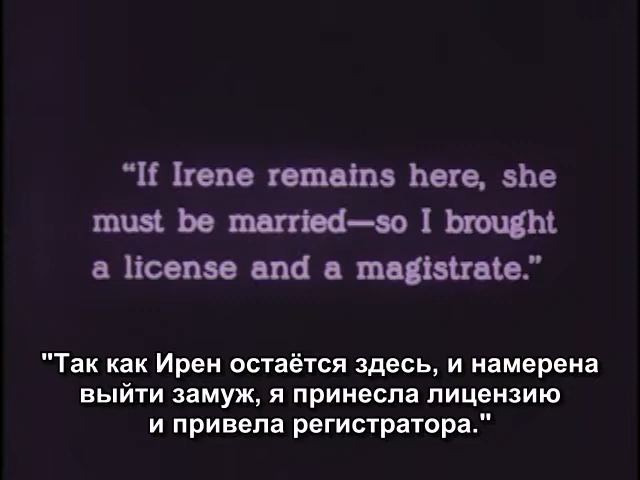 “If Irene remains here, she
must be married—so I brought
a license and a magistrate.”
"Так как Ирен остаётся здесь, и намерена
выйти замуж, я принесла лицензию
и привела регистратора."